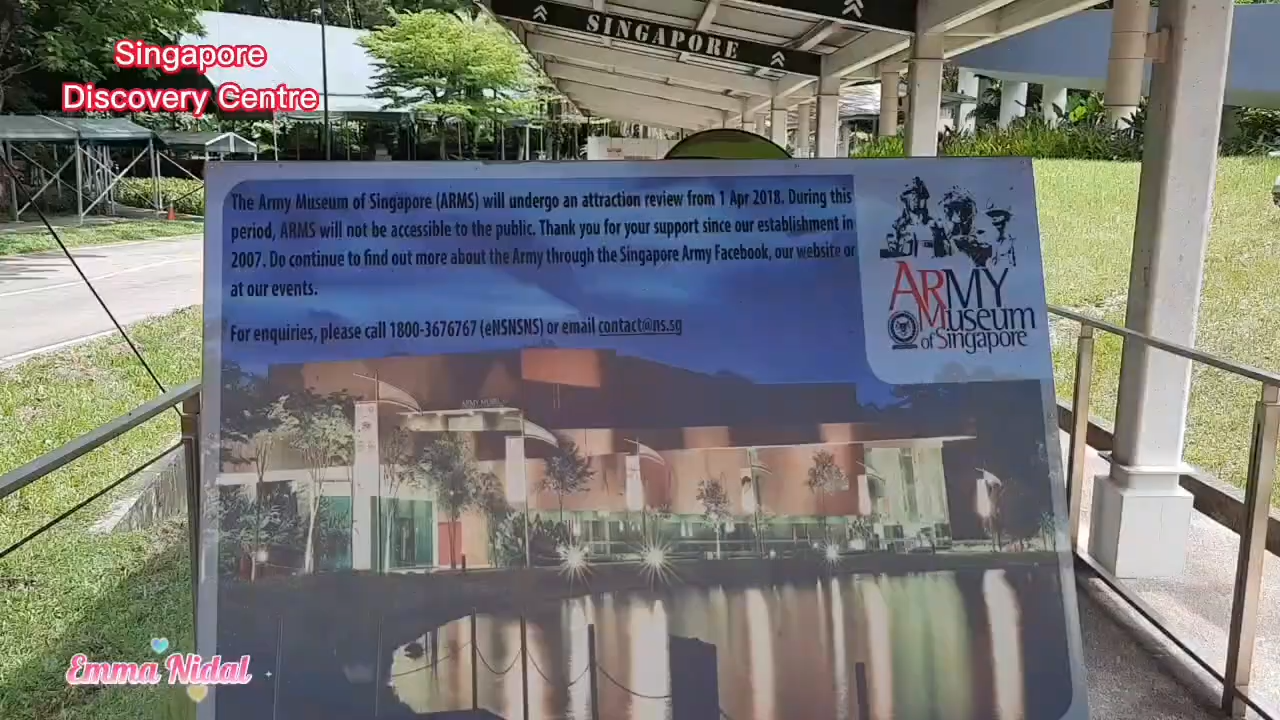 Singapore
Discovery Centre
SINGAPORE
The Army Museum of Singapore (ARMS) will undergo an attraction review from 1 Apr 2018. During this
period, ARMS will not be accessible to the public. Thank you for your support since our establishment in
2007. Do continue to find out more about the Army through the Singapore Army Facebook, our website or
at our events.
For enquiries, please call 1800-3676767 (eNSNSNS) or email contact@ns.sg
ARMY
Museum
of Singapore
Emma Nidal